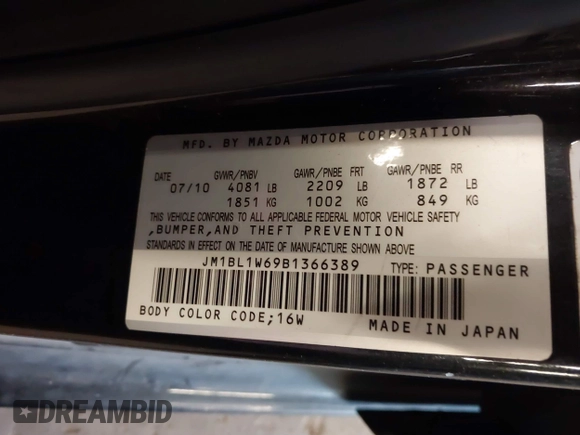 MFD. BY MAZDA MOTOR CORPORATION
DATE GVWR/PNBV GAWR/PNBE FRT GAWR/PNBE RR
07/10 4081 LB 2209 LB 1872 LB
1851 KG 1002 KG 849 KG
THIS VEHICLE CONFORMS TO ALL APPLICABLE FEDERAL MOTOR VEHICLE SAFETY
,BUMPER,AND THEFT PREVENTION
STANDARDS IN EFFECT ON THE DATE OF MANUFACTURE SHOWN ABOVE.
JM1BL1W69B1366389 TYPE: PASSENGER
BODY COLOR CODE;16W MADE IN JAPAN
DREAMBID